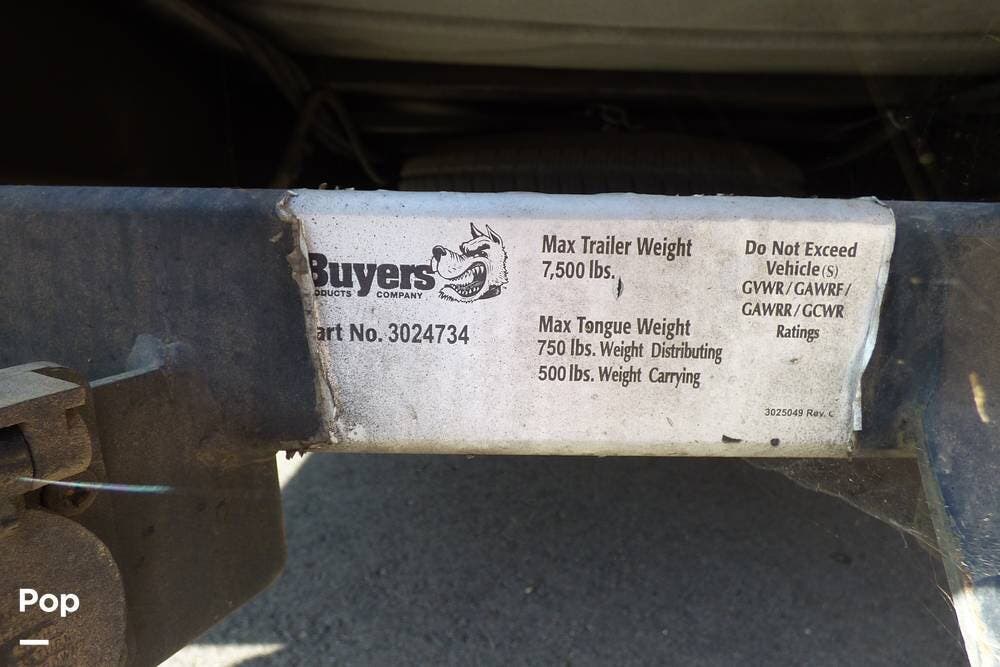 Buyers
ODUCTS COMPANY
art No. 3024734
Max Trailer Weight
7,500 lbs.
Max Tongue Weight
750 lbs. Weight Distributing
500 lbs. Weight Carrying
Do Not Exceed
Vehicle(S)
GVWR/GAWRF/
GAWRR/GCWR
Ratings
3025049 Rev. C
Pop